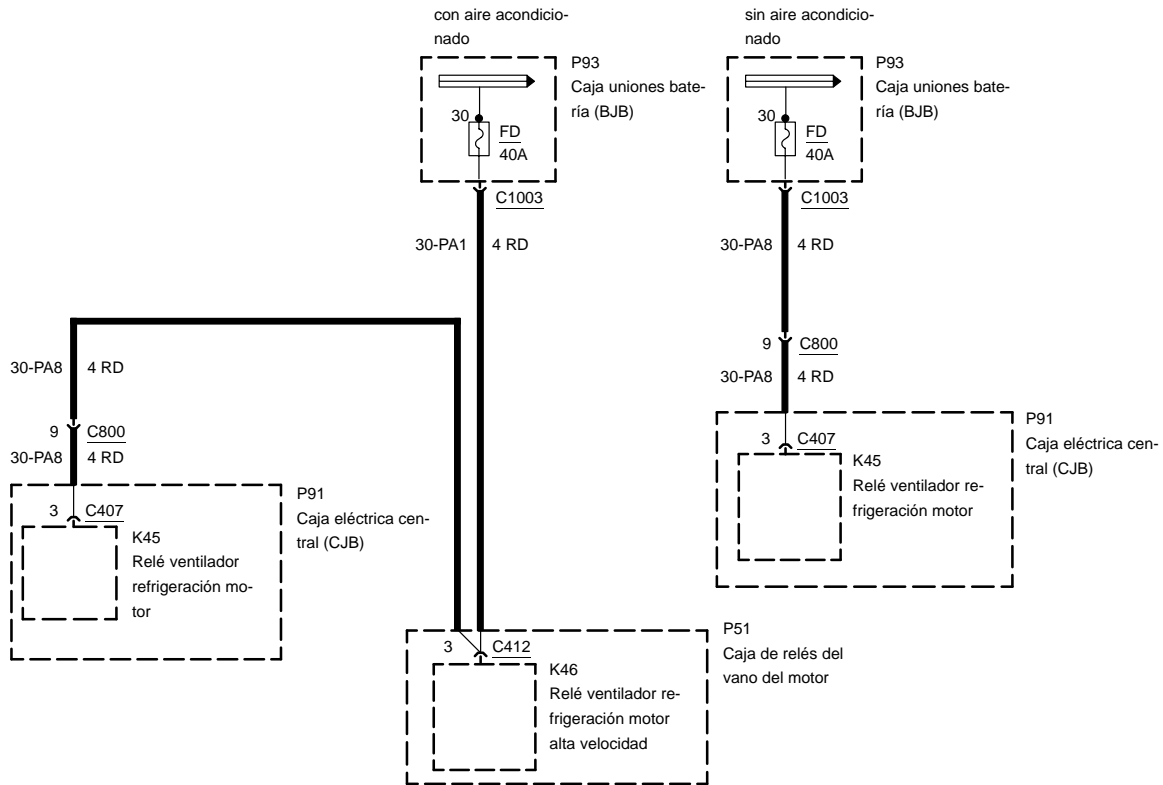 con aire acondicio-
nado
P93
Caja uniones bate-
ría (BJB)
30
FD
40A
C1003
30-PA1
4 RD
sin aire acondicio-
nado
P93
Caja uniones bate-
ría (BJB)
30
FD
40A
C1003
30-PA8
4 RD
9
C800
30-PA8
4 RD
P91
Caja eléctrica cen-
tral (CJB)
3
C407
K45
Relé ventilador re-
frigeración motor
30-PA8
4 RD
9
C800
30-PA8
4 RD
P91
Caja eléctrica cen-
tral (CJB)
3
C407
K45
Relé ventilador
refrigeración mo-
tor
P51
Caja de relés del
vano del motor
3
C412
K46
Relé ventilador re-
frigeración motor
alta velocidad